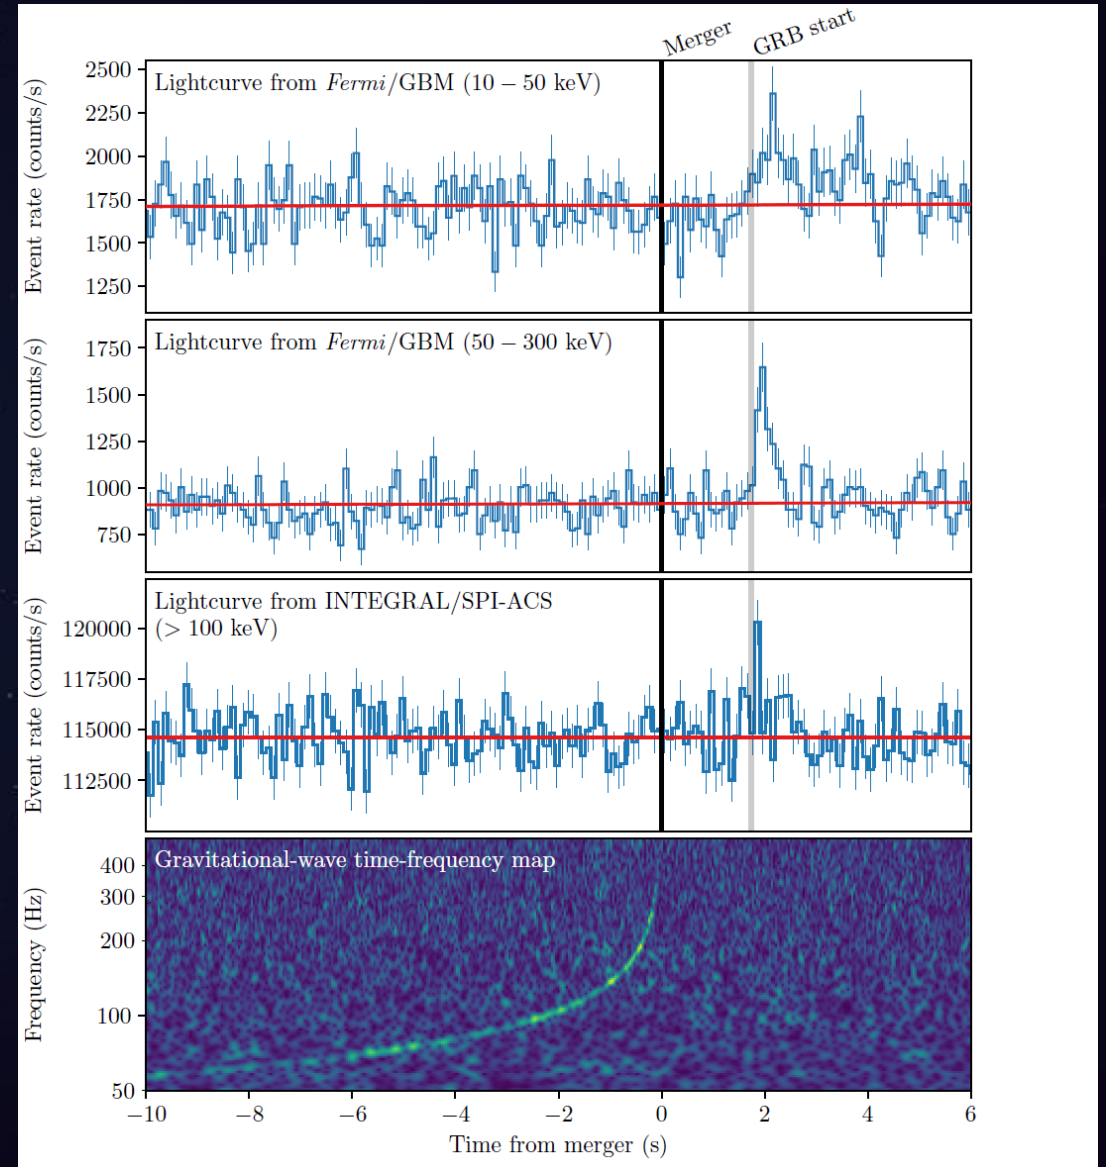 Merger
GRB start
Lightcurve from Fermi/GBM (10 – 50 keV)
Event rate (counts/s)
2500
2250
2000
1750
1500
1250
Lightcurve from Fermi/GBM (50 – 300 keV)
Event rate (counts/s)
1750
1500
1250
1000
750
Lightcurve from INTEGRAL/SPI-ACS
(> 100 keV)
Event rate (counts/s)
120000
117500
115000
112500
Gravitational-wave time-frequency map
Frequency (Hz)
400
300
200
100
50
−10 −8 −6 −4 −2 0 2 4 6
Time from merger (s)